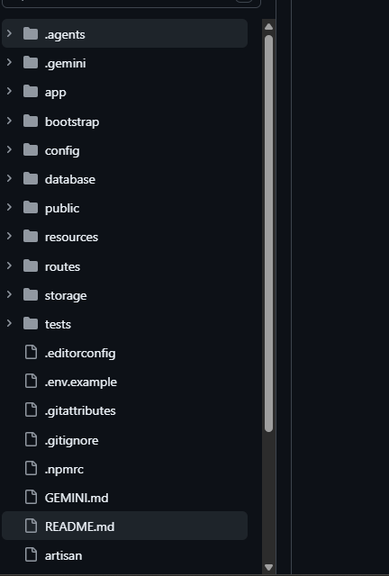 .agents
.gemini
app
bootstrap
config
database
public
resources
routes
storage
tests
.editorconfig
.env.example
.gitattributes
.gitignore
.npmrc
GEMINI.md
README.md
artisan